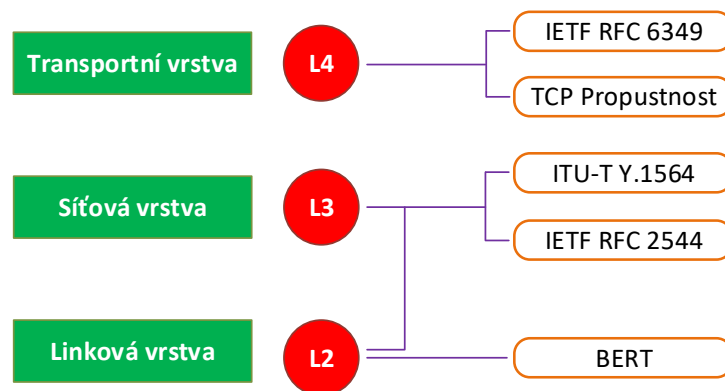 Transportní vrstva
L4
IETF RFC 6349
TCP Propustnost
Síťová vrstva
L3
ITU-T Y.1564
IETF RFC 2544
Linková vrstva
L2
BERT